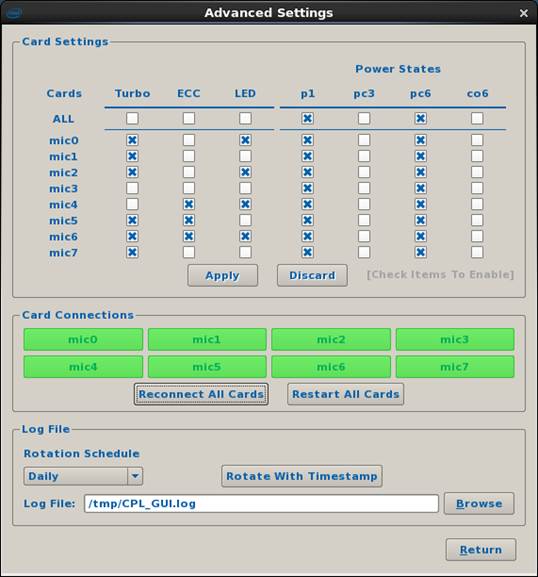 Advanced Settings
Card Settings
Power States
Cards Turbo ECC LED p1 pc3 pc6 co6
ALL
mic0
mic1
mic2
mic3
mic4
mic5
mic6
mic7
Apply Discard [Check Items To Enable]
Card Connections
mic0 mic1 mic2 mic3
mic4 mic5 mic6 mic7
Reconnect All Cards Restart All Cards
Log File
Rotation Schedule
Daily Rotate With Timestamp
Log File: /tmp/CPL_GUI.log Browse
Return